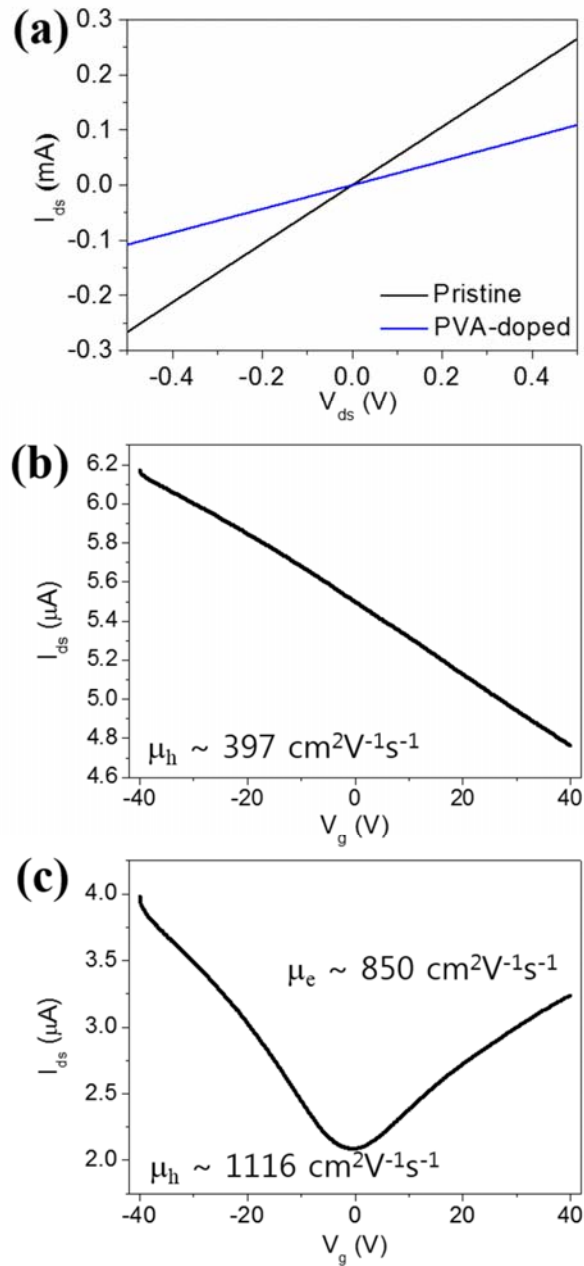 (a)
0.3
0.2
0.1
0.0
-0.1
-0.2
-0.3
I_ds (mA)
Pristine
PVA-doped
-0.4 -0.2 0.0 0.2 0.4
V_ds (V)
(b)
6.2
6.0
5.8
5.6
5.4
5.2
5.0
4.8
4.6
I_ds (μA)
μ_h ~ 397 cm²V⁻¹s⁻¹
-40 -20 0 20 40
V_g (V)
(c)
4.0
3.5
3.0
2.5
2.0
I_ds (μA)
μ_e ~ 850 cm²V⁻¹s⁻¹
μ_h ~ 1116 cm²V⁻¹s⁻¹
-40 -20 0 20 40
V_g (V)